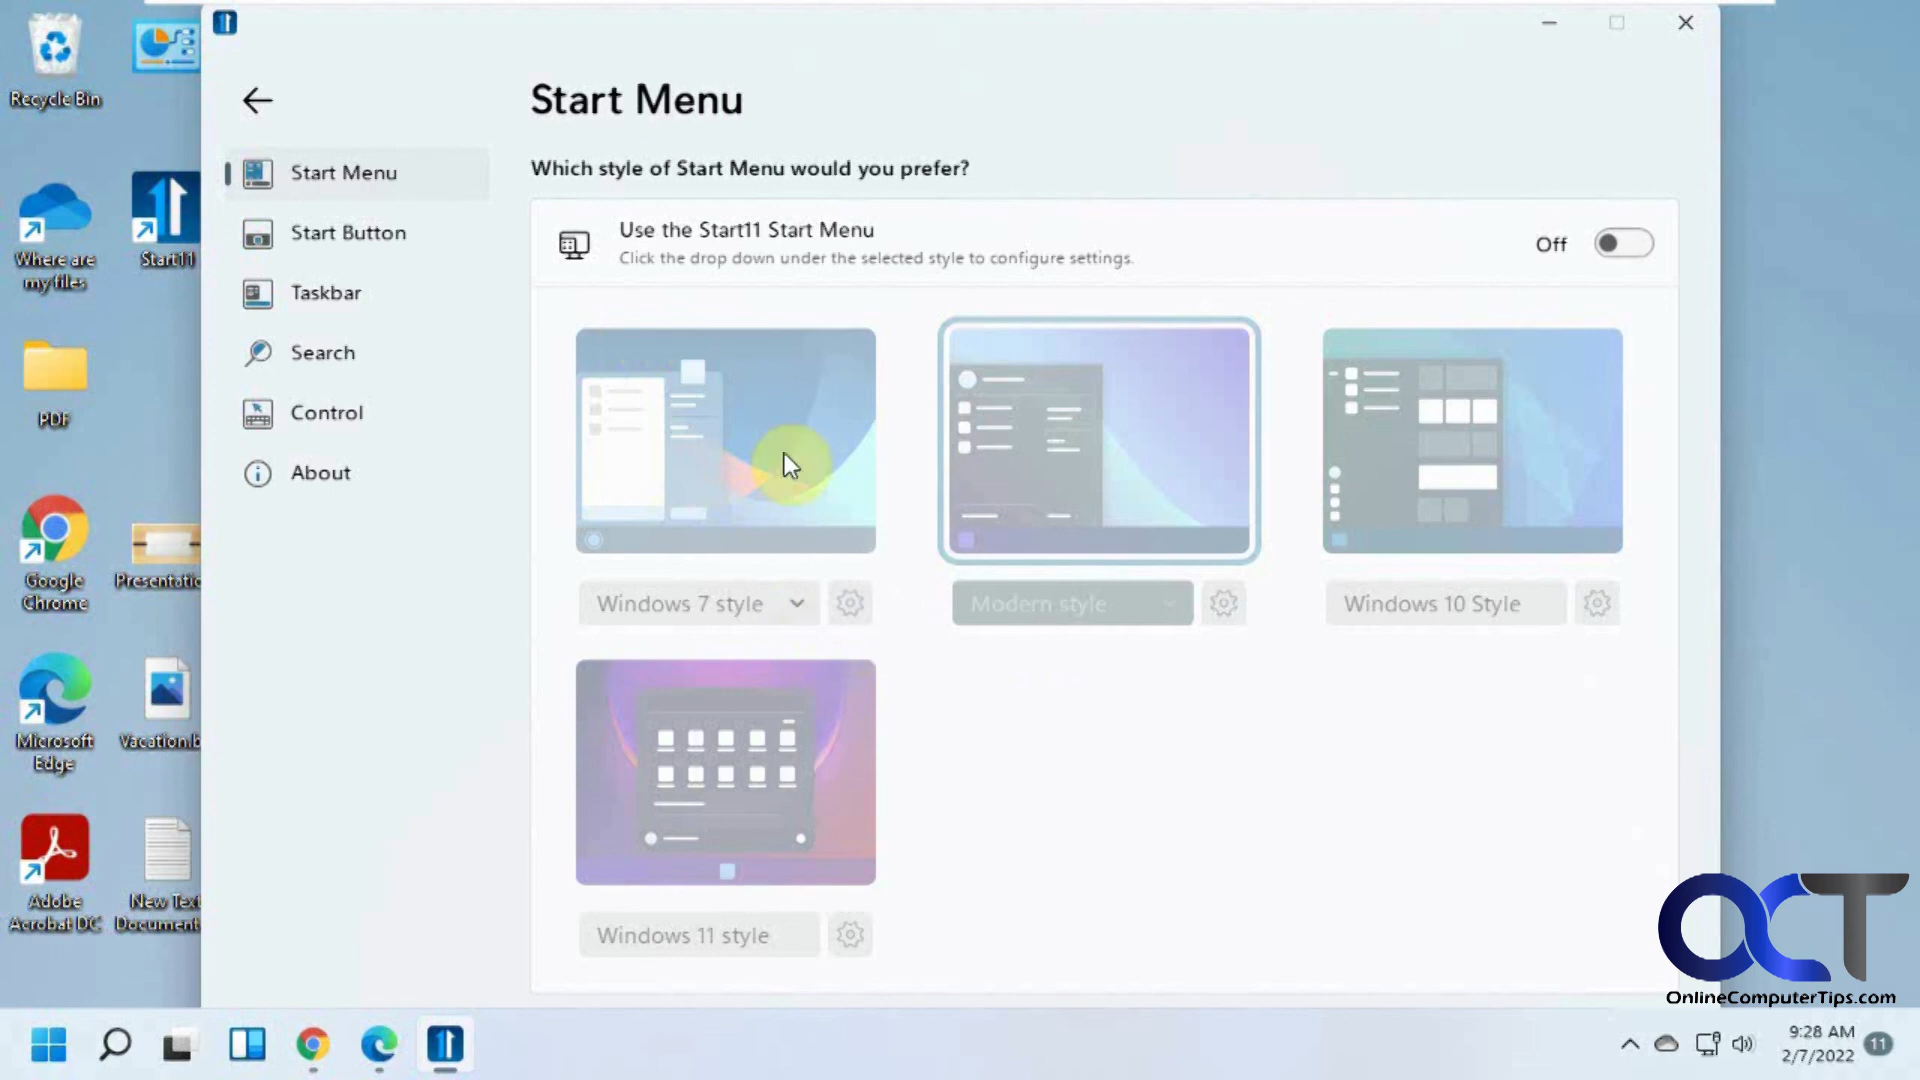 Recycle Bin
Where are
my files
Start11
PDF
Google
Chrome
Presentatio
Microsoft
Edge
Vacation.b
Adobe
Acrobat DC
New Text
Document
Start Menu
Start Button
Taskbar
Search
Control
About
Start Menu
Which style of Start Menu would you prefer?
Use the Start11 Start Menu
Click the drop down under the selected style to configure settings.
Off
Windows 7 style
Modern style
Windows 10 Style
Windows 11 style
OCT
OnlineComputerTips.com
9:28 AM
2/7/2022
11